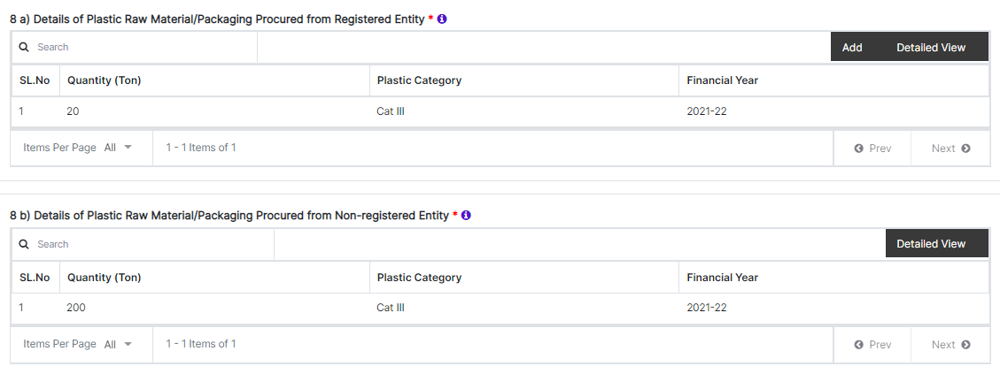 8 a) Details of Plastic Raw Material/Packaging Procured from Registered Entity *
Search Add Detailed View
SL.No Quantity (Ton) Plastic Category Financial Year
1 20 Cat III 2021-22
Items Per Page All 1 - 1 Items of 1 Prev Next
8 b) Details of Plastic Raw Material/Packaging Procured from Non-registered Entity *
Search Detailed View
SL.No Quantity (Ton) Plastic Category Financial Year
1 200 Cat III 2021-22
Items Per Page All 1 - 1 Items of 1 Prev Next